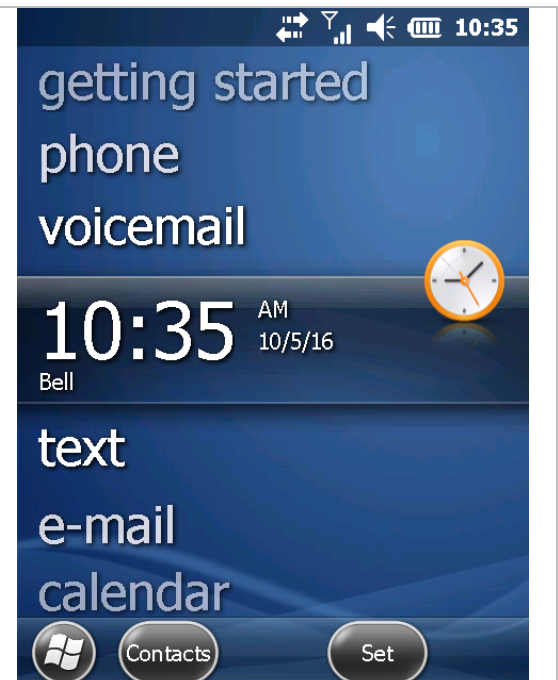 10:35
getting started
phone
voicemail
10:35 AM
10/5/16
Bell
text
e-mail
calendar
Contacts Set